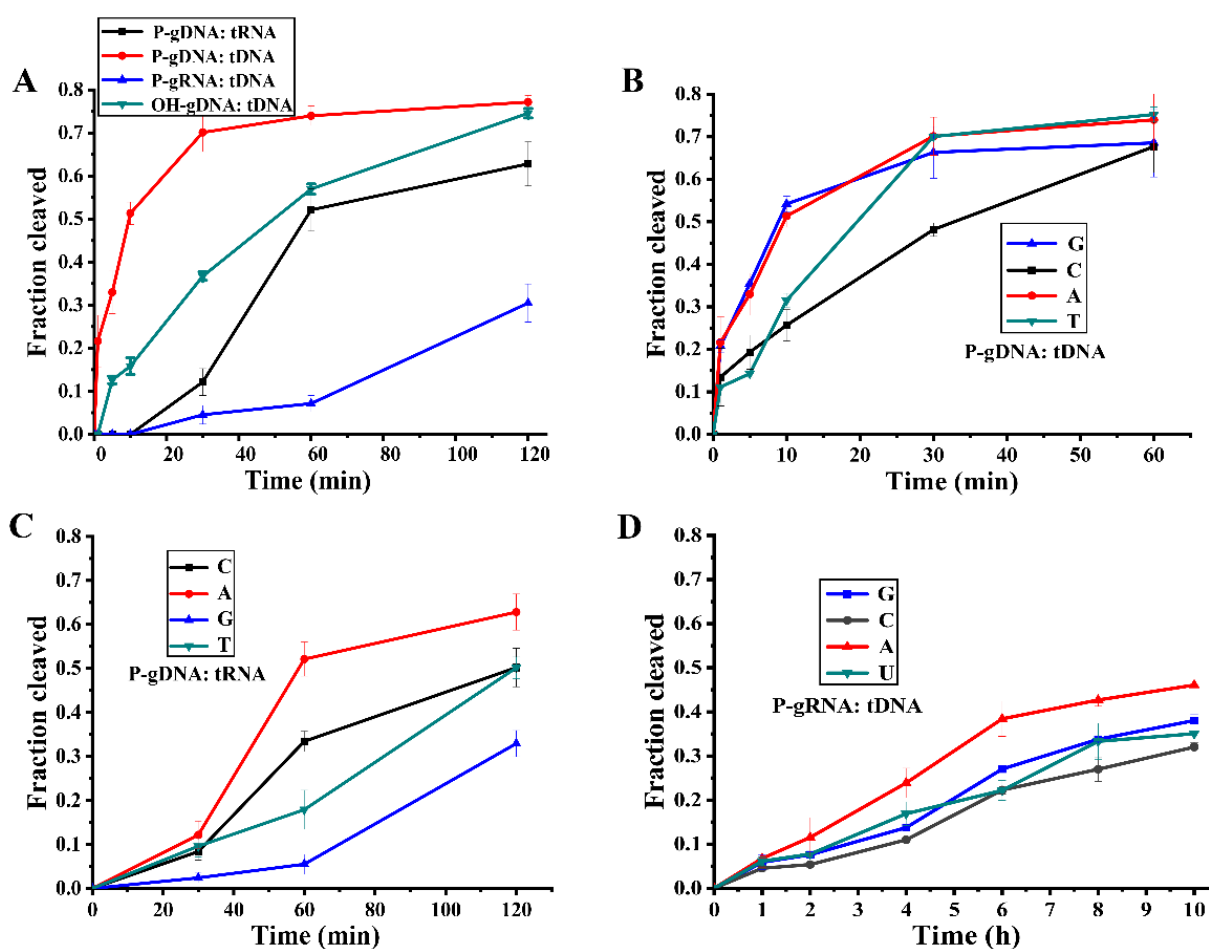 A
P-gDNA: tRNA
P-gDNA: tDNA
P-gRNA: tDNA
OH-gDNA: tDNA
Fraction cleaved
0.8
0.7
0.6
0.5
0.4
0.3
0.2
0.1
0.0
0 20 40 60 80 100 120
Time (min)
B
Fraction cleaved
0.8
0.7
0.6
0.5
0.4
0.3
0.2
0.1
0.0
G
C
A
T
P-gDNA: tDNA
0 10 20 30 40 50 60
Time (min)
C
Fraction cleaved
0.8
0.7
0.6
0.5
0.4
0.3
0.2
0.1
0.0
C
A
G
T
P-gDNA: tRNA
0 20 40 60 80 100 120
Time (min)
D
Fraction cleaved
0.8
0.7
0.6
0.5
0.4
0.3
0.2
0.1
0.0
G
C
A
U
P-gRNA: tDNA
0 1 2 4 6 8 10
Time (h)